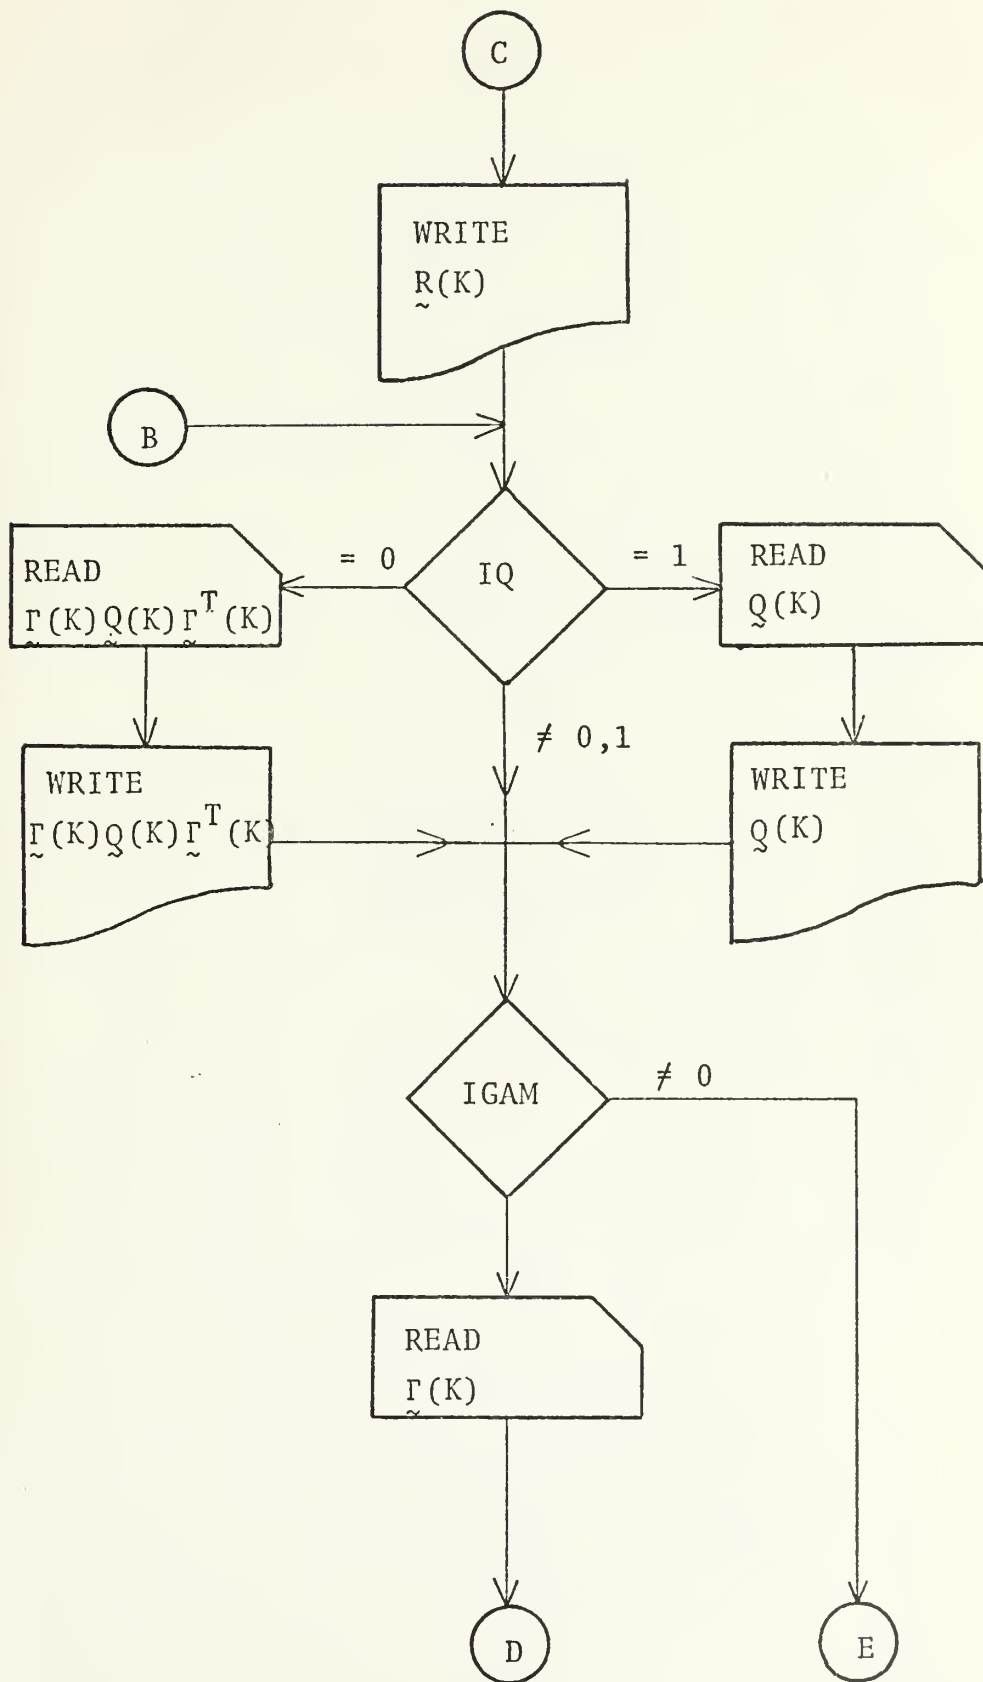 C
WRITE
R̰(K)
B
= 0
IQ
= 1
READ
Γ̰(K)Q̰(K)Γ̰ᵀ(K)
READ
Q̰(K)
≠ 0,1
WRITE
Γ̰(K)Q̰(K)Γ̰ᵀ(K)
WRITE
Q̰(K)
IGAM
≠ 0
READ
Γ̰(K)
D
E